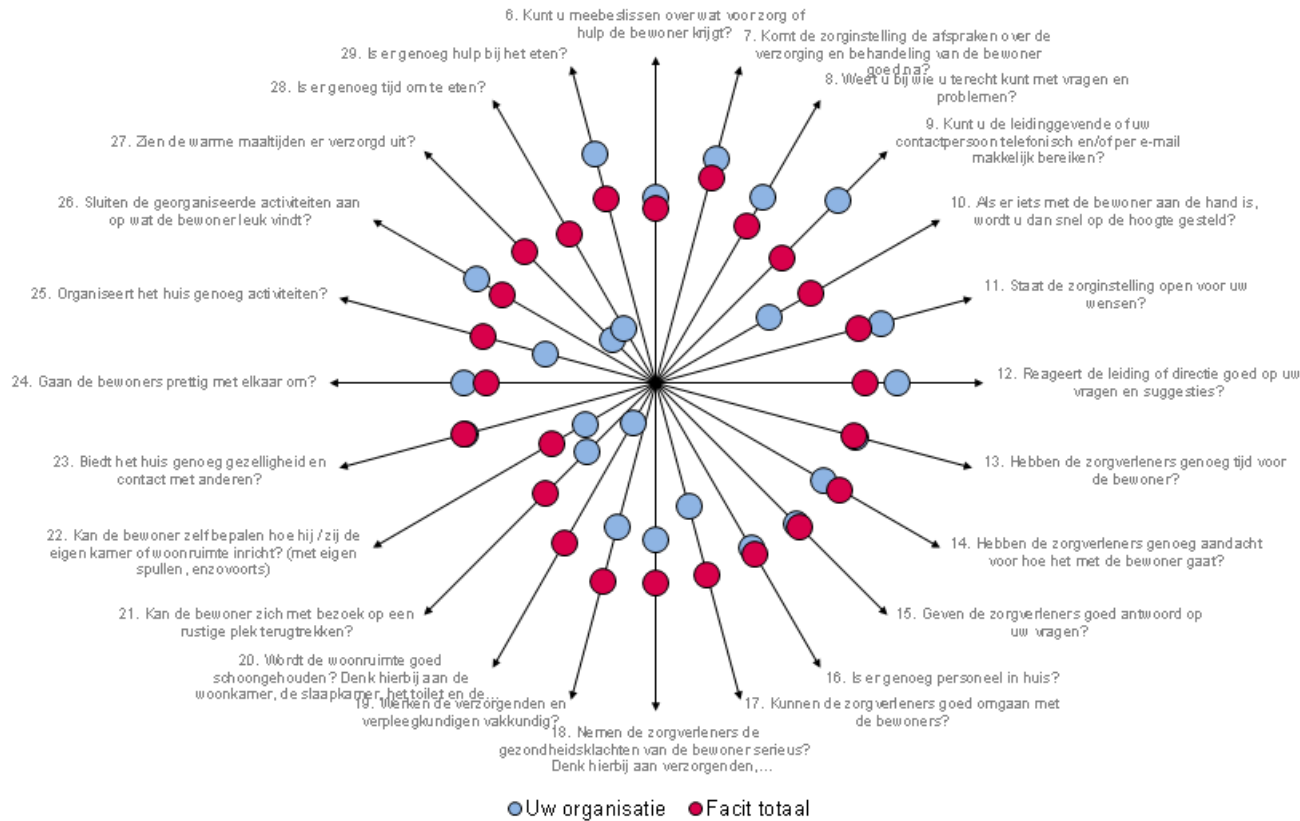 6. Kunt u meebeslissen over wat voor zorg of
hulp de bewoner krijgt?
7. Komt de zorginstelling de afspraken over de
verzorging en behandeling van de bewoner
goed na?
8. Weet u bij wie u terecht kunt met vragen en
problemen?
9. Kunt u de leidinggevende of uw
contactpersoon telefonisch en/of per e-mail
makkelijk bereiken?
10. Als er iets met de bewoner aan de hand is,
wordt u dan snel op de hoogte gesteld?
11. Staat de zorginstelling open voor uw
wensen?
12. Reageert de leiding of directie goed op uw
vragen en suggesties?
13. Hebben de zorgverleners genoeg tijd voor
de bewoner?
14. Hebben de zorgverleners genoeg aandacht
voor hoe het met de bewoner gaat?
15. Geven de zorgverleners goed antwoord op
uw vragen?
16. Is er genoeg personeel in huis?
17. Kunnen de zorgverleners goed omgaan met
de bewoners?
18. Nemen de zorgverleners de
gezondheidsklachten van de bewoner serieus?
Denk hierbij aan verzorgenden,...
19. Werken de verzorgenden en
verpleegkundigen vakkundig?
20. Wordt de woonruimte goed
schoongehouden? Denk hierbij aan de
woonkamer, de slaapkamer, het toilet en de...
21. Kan de bewoner zich met bezoek op een
rustige plek terugtrekken?
22. Kan de bewoner zelf bepalen hoe hij / zij de
eigen kamer of woonruimte inricht? (met eigen
spullen, enzovoorts)
23. Biedt het huis genoeg gezelligheid en
contact met anderen?
24. Gaan de bewoners prettig met elkaar om?
25. Organiseert het huis genoeg activiteiten?
26. Sluiten de georganiseerde activiteiten aan
op wat de bewoner leuk vindt?
27. Zien de warme maaltijden er verzorgd uit?
28. Is er genoeg tijd om te eten?
29. Is er genoeg hulp bij het eten?
Uw organisatie
Facit totaal